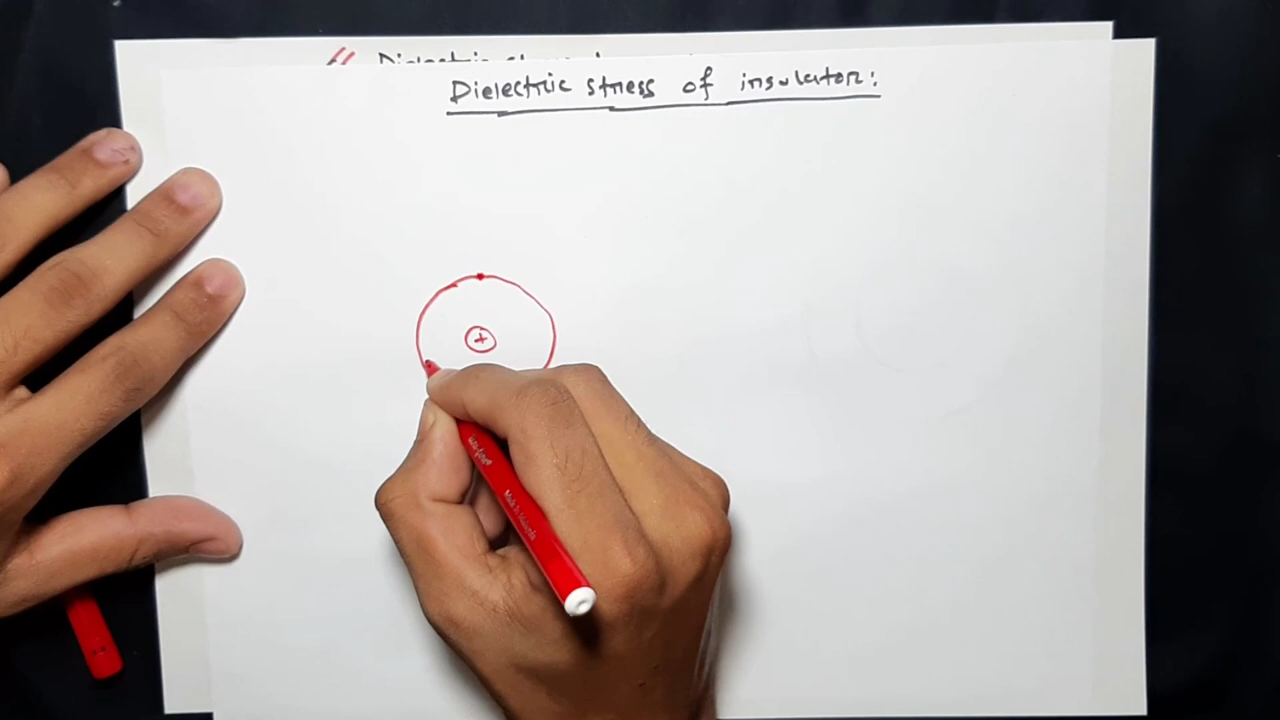 Dielectric stress of insulator:
+